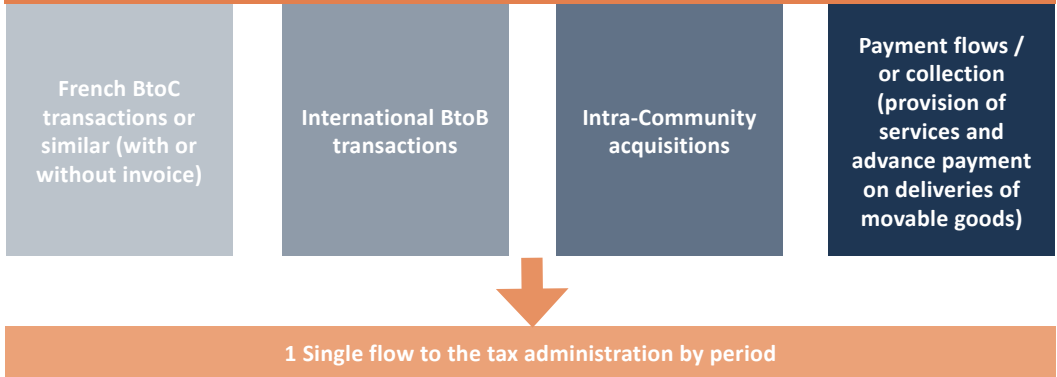 French BtoC
transactions or
similar (with or
without invoice)
International BtoB
transactions
Intra-Community
acquisitions
Payment flows /
or collection
(provision of
services and
advance payment
on deliveries of
movable goods)
1 Single flow to the tax administration by period